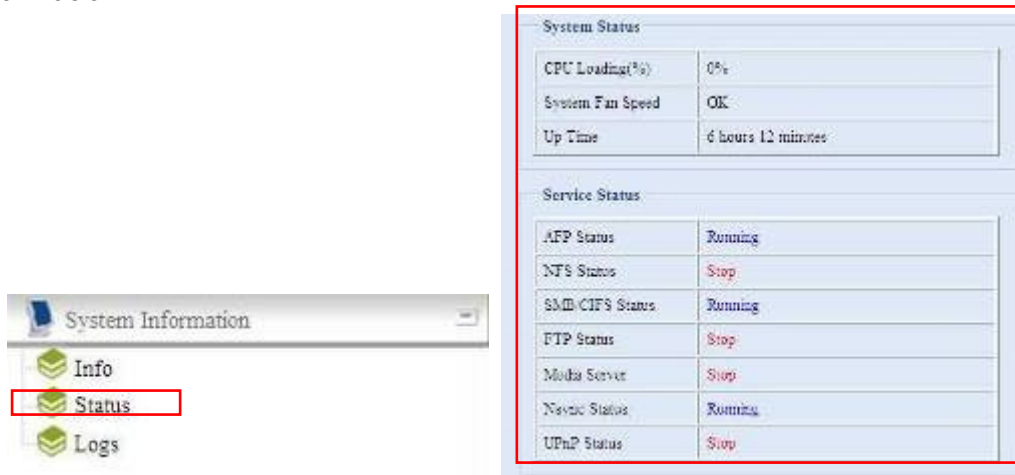 System Information
Info
Status
Logs
System Status
CPU Loading(%) 0%
System Fan Speed OK
Up Time 6 hours 12 minutes
Service Status
AFP Status Running
NFS Status Stop
SMB/CIFS Status Running
FTP Status Stop
Media Server Stop
Nsync Status Running
UPnP Status Stop